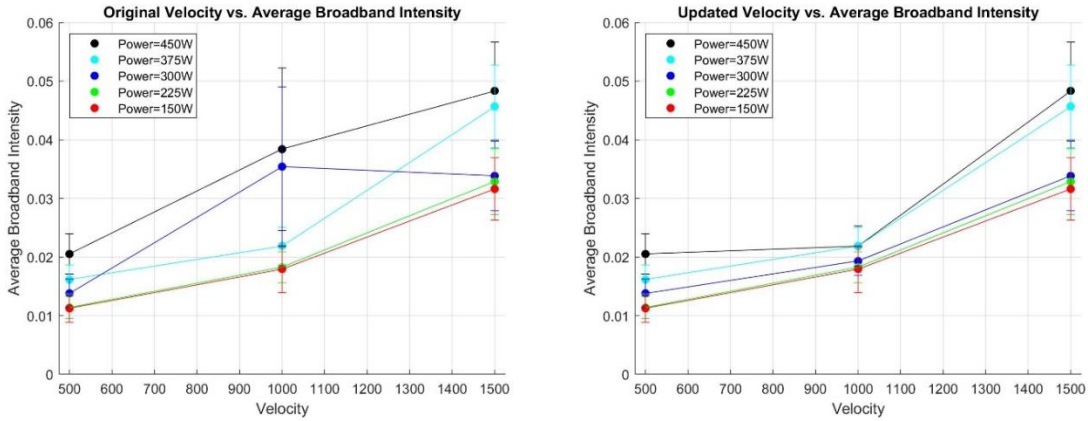 Original Velocity vs. Average Broadband Intensity
Average Broadband Intensity
0.06
0.05
0.04
0.03
0.02
0.01
0
Power=450W
Power=375W
Power=300W
Power=225W
Power=150W
500 600 700 800 900 1000 1100 1200 1300 1400 1500
Velocity
Updated Velocity vs. Average Broadband Intensity
Average Broadband Intensity
0.06
0.05
0.04
0.03
0.02
0.01
0
Power=450W
Power=375W
Power=300W
Power=225W
Power=150W
500 600 700 800 900 1000 1100 1200 1300 1400 1500
Velocity